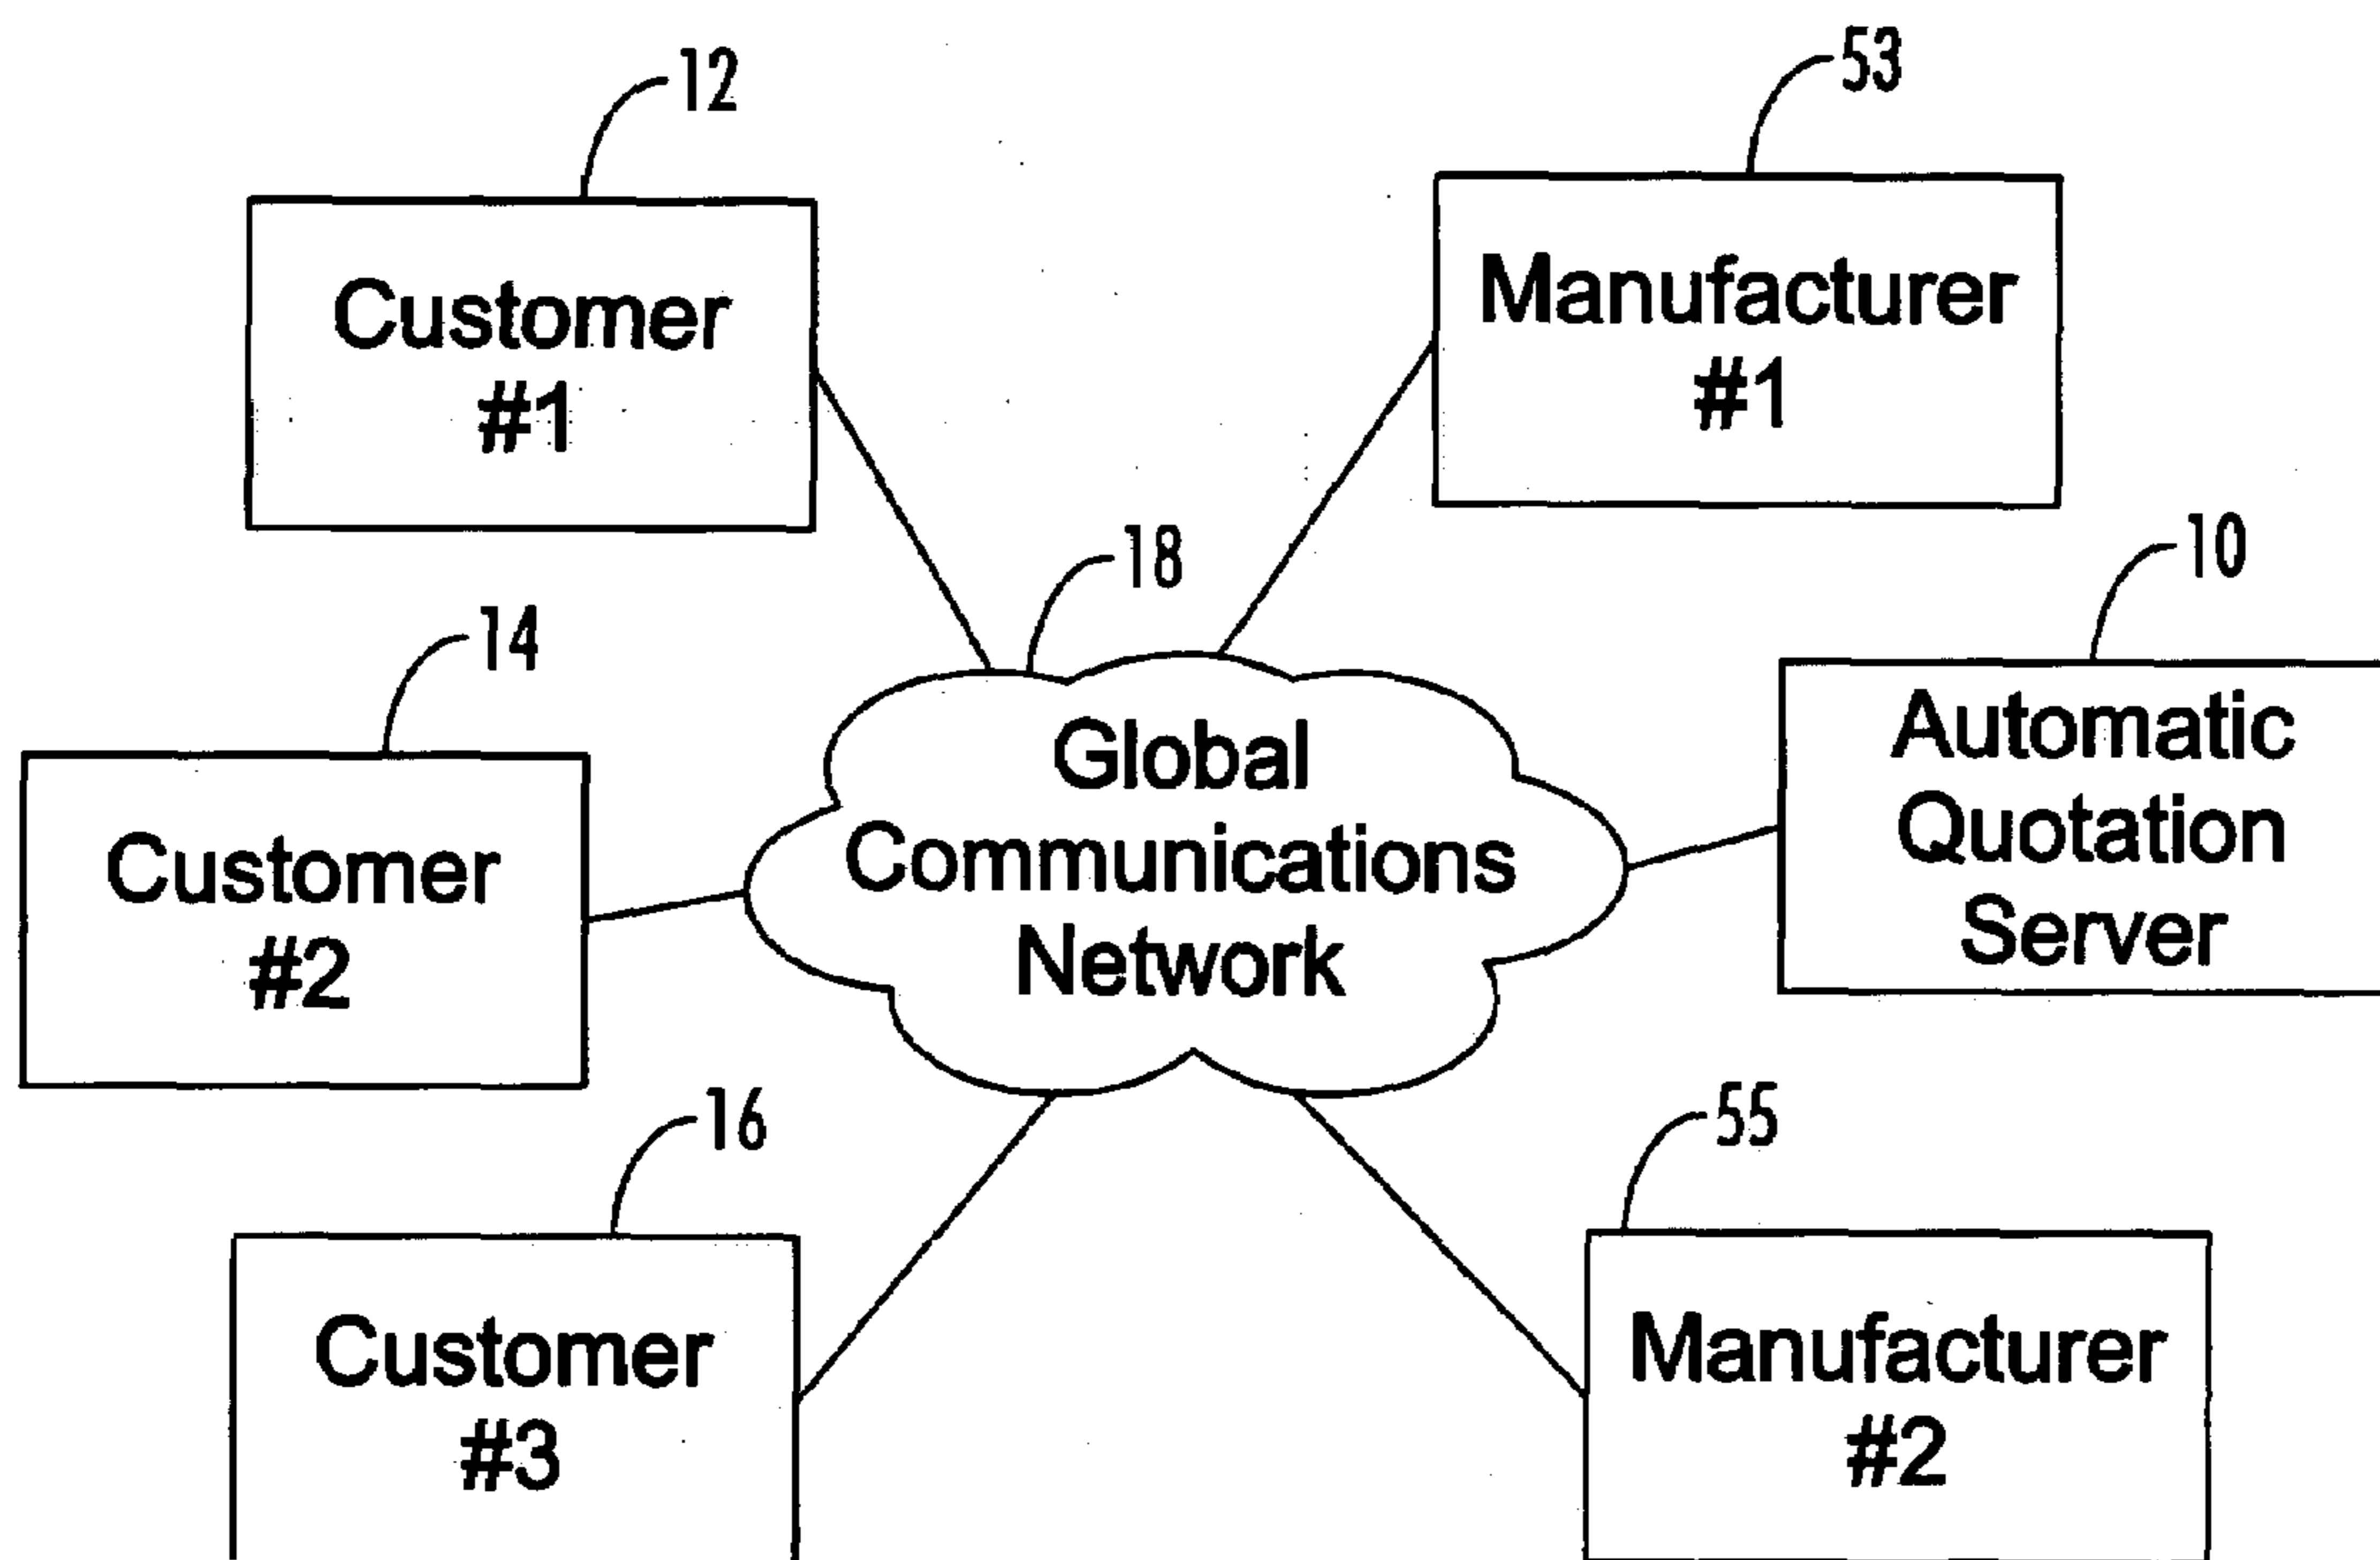 12
53
Customer
#1
Manufacturer
#1
18
10
14
Automatic
Quotation
Server
Global
Communications
Network
Customer
#2
16
55
Customer
#3
Manufacturer
#2